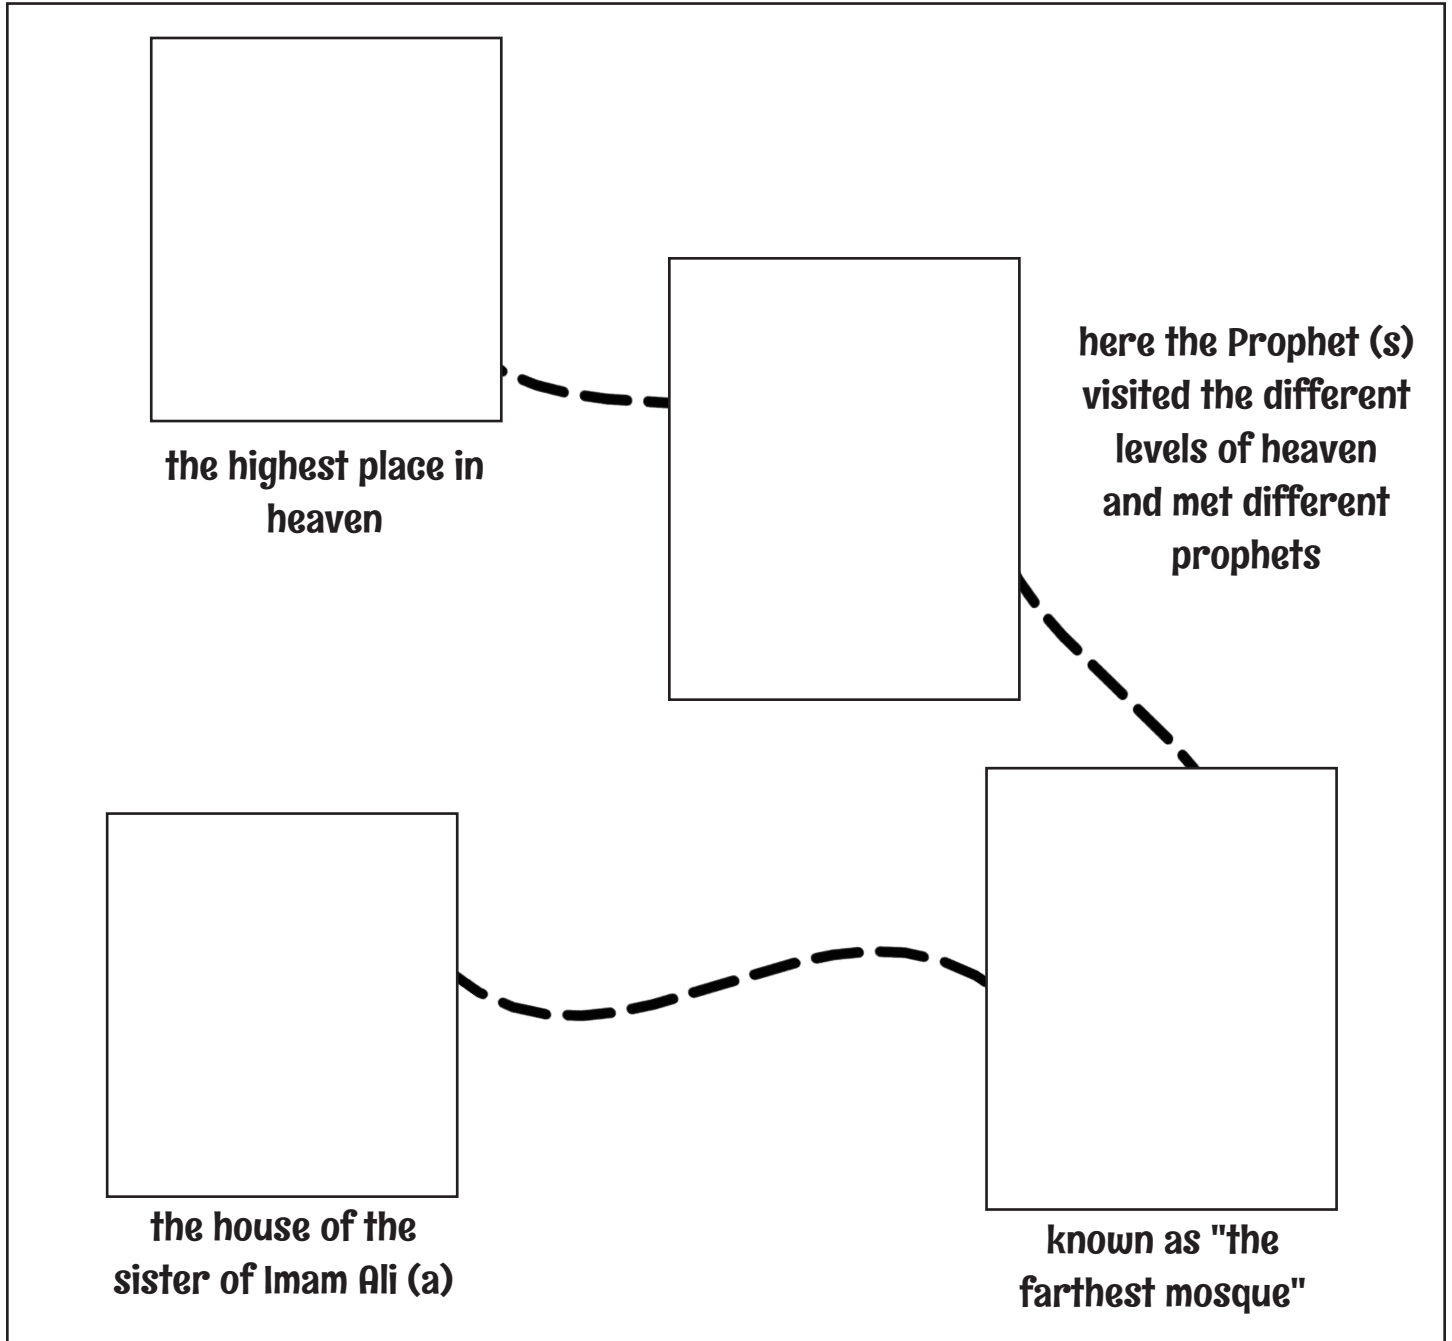 the highest place in
heaven
here the Prophet (s)
visited the different
levels of heaven
and met different
prophets
the house of the
sister of Imam Ali (a)
known as "the
farthest mosque"